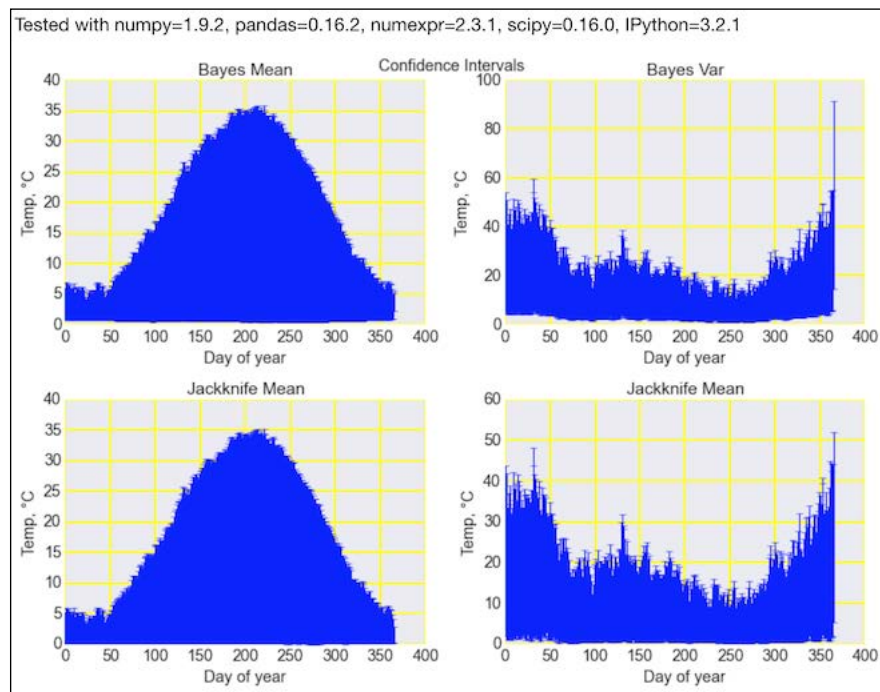 Tested with numpy=1.9.2, pandas=0.16.2, numexpr=2.3.1, scipy=0.16.0, IPython=3.2.1
Confidence Intervals
Bayes Mean
40
35
30
25
20
15
10
5
0
Temp, °C
0 50 100 150 200 250 300 350 400
Day of year
Bayes Var
100
80
60
40
20
0
Temp, °C
0 50 100 150 200 250 300 350 400
Day of year
Jackknife Mean
40
35
30
25
20
15
10
5
0
Temp, °C
0 50 100 150 200 250 300 350 400
Day of year
Jackknife Mean
60
50
40
30
20
10
0
Temp, °C
0 50 100 150 200 250 300 350 400
Day of year